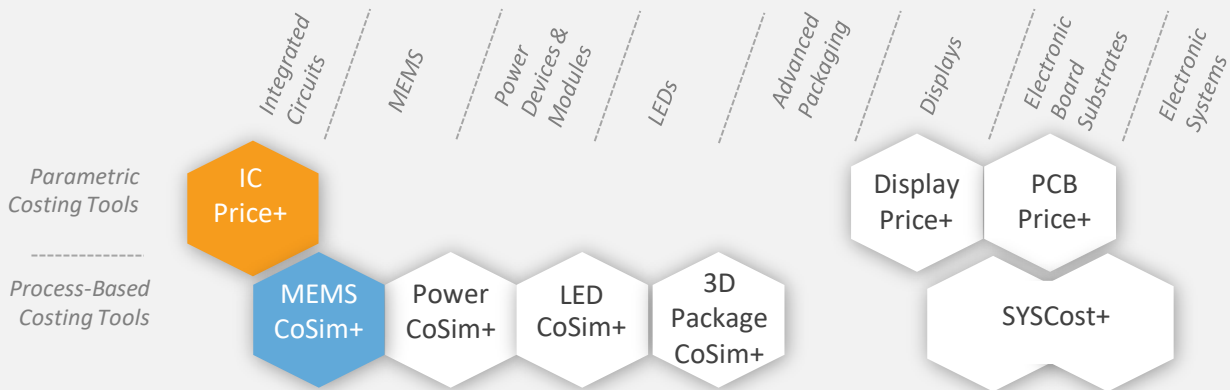 Integrated
Circuits
MEMS
Power
Devices &
Modules
LEDs
Advanced
Packaging
Displays
Electronic
Board
Substrates
Electronic
Systems
Parametric
Costing Tools
IC
Price+
Display
Price+
PCB
Price+
Process-Based
Costing Tools
MEMS
CoSim+
Power
CoSim+
LED
CoSim+
3D
Package
CoSim+
SYSCost+